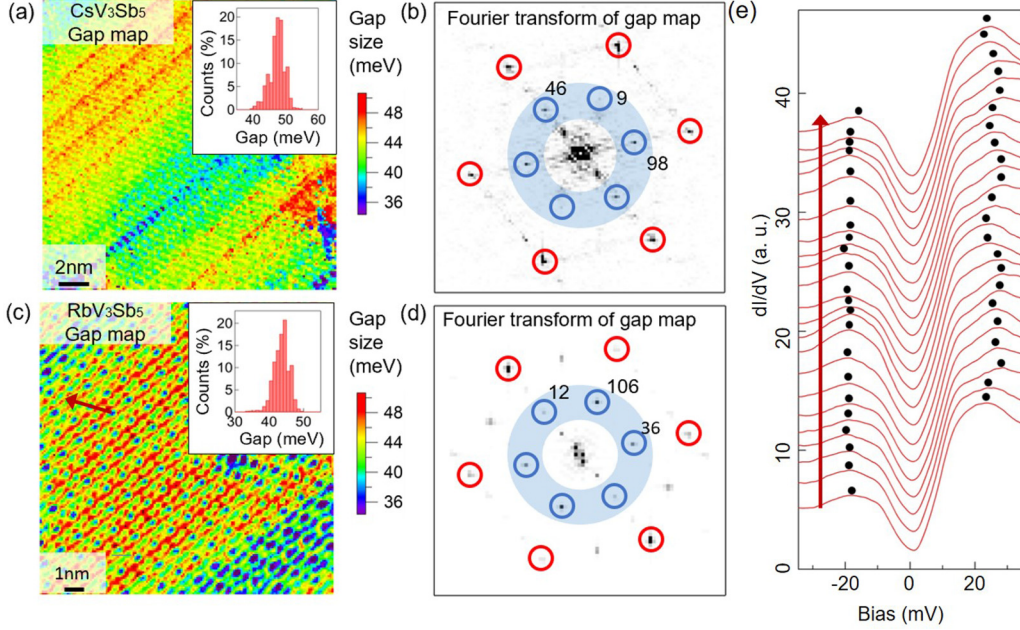 (a)
CsV₃Sb₅
Gap map
Counts (%)
20
15
10
5
0
40
50
60
Gap (meV)
2nm
Gap
size
(meV)
48
44
40
36
(b)
Fourier transform of gap map
46
9
98
(c)
RbV₃Sb₅
Gap map
Counts (%)
20
15
10
5
0
30
40
50
Gap (meV)
1nm
Gap
size
(meV)
48
44
40
36
(d)
Fourier transform of gap map
12
106
36
(e)
dI/dV (a. u.)
40
30
20
10
0
-20
0
20
Bias (mV)